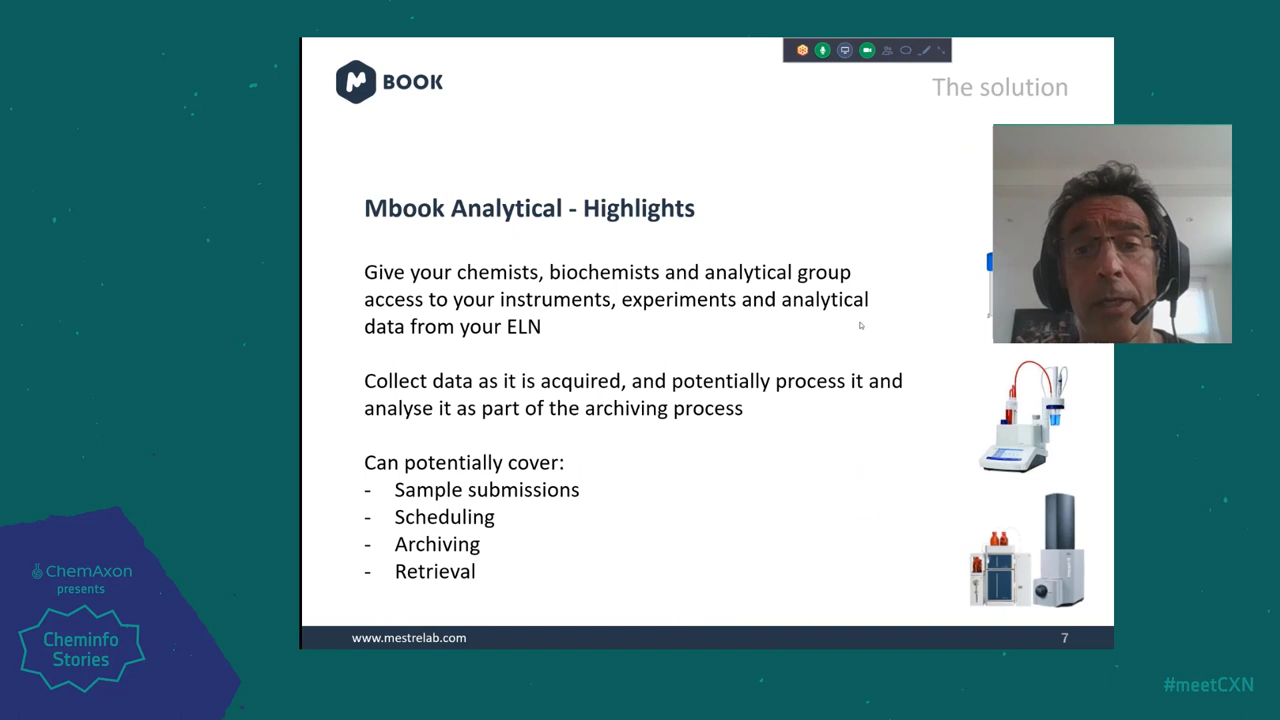 BOOK
The solution
Mbook Analytical - Highlights
Give your chemists, biochemists and analytical group
access to your instruments, experiments and analytical
data from your ELN
Collect data as it is acquired, and potentially process it and
analyse it as part of the archiving process
Can potentially cover:
- Sample submissions
- Scheduling
- Archiving
- Retrieval
www.mestrelab.com
7
ChemAxon
presents
Cheminfo
Stories
#meetCXN